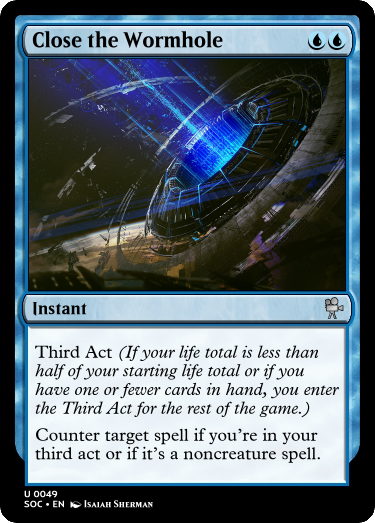 Close the Wormhole
Instant
Third Act (If your life total is less than
half of your starting life total or if you
have one or fewer cards in hand, you enter
the Third Act for the rest of the game.)
Counter target spell if you're in your
third act or if it's a noncreature spell.
U 0049
SOC • EN Isaiah Sherman